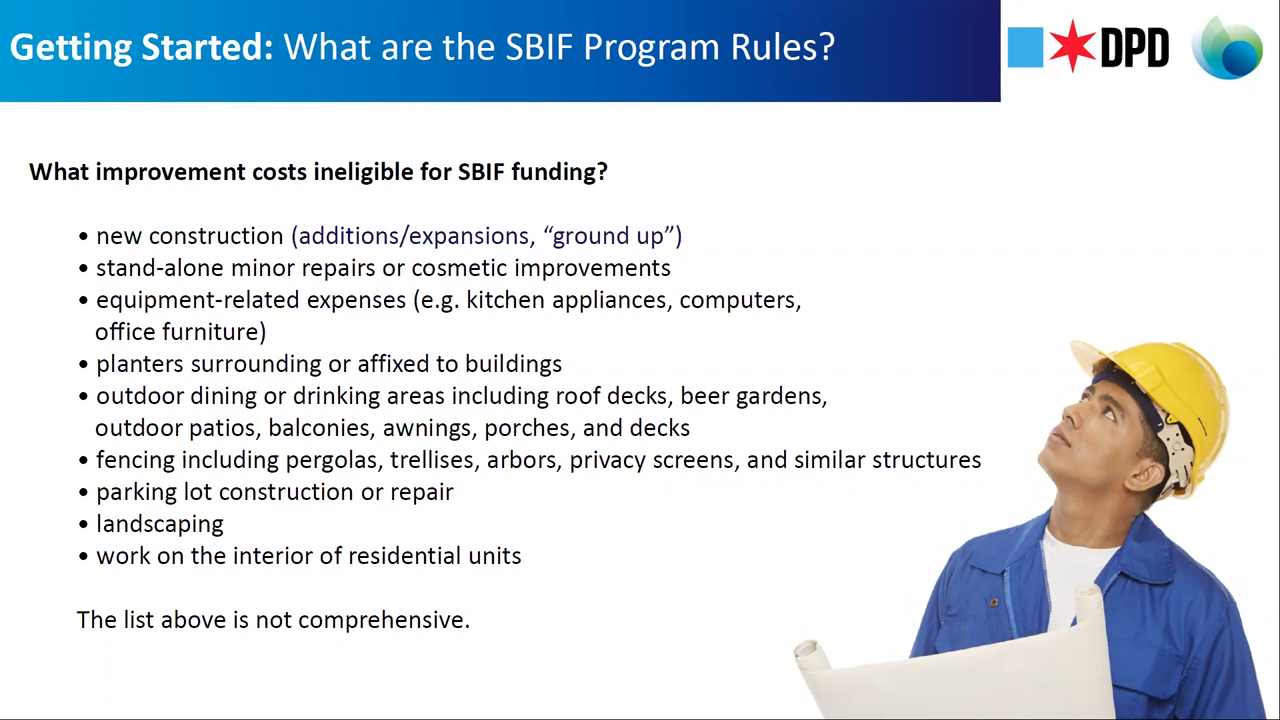 Getting Started: What are the SBIF Program Rules?
DPD
What improvement costs ineligible for SBIF funding?
• new construction (additions/expansions, “ground up”)
• stand-alone minor repairs or cosmetic improvements
• equipment-related expenses (e.g. kitchen appliances, computers,
office furniture)
• planters surrounding or affixed to buildings
• outdoor dining or drinking areas including roof decks, beer gardens,
outdoor patios, balconies, awnings, porches, and decks
• fencing including pergolas, trellises, arbors, privacy screens, and similar structures
• parking lot construction or repair
• landscaping
• work on the interior of residential units
The list above is not comprehensive.